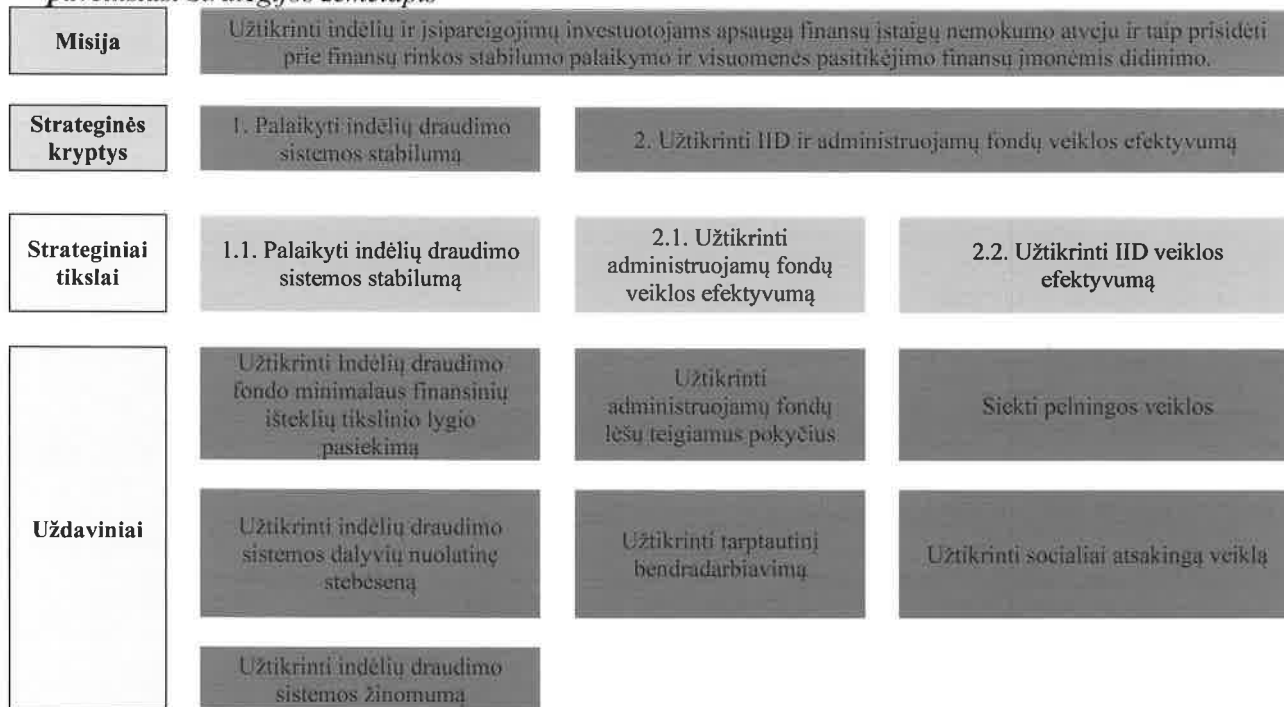 paveikslas. Strategijos žemėlapis
Misija
Užtikrinti indėlių ir įsipareigojimų investuotojams apsaugą finansų įstaigų nemokumo atveju ir taip prisidėti
prie finansų rinkos stabilumo palaikymo ir visuomenės pasitikėjimo finansų įmonėmis didinimo.
Strateginės
kryptys
1. Palaikyti indėlių draudimo
sistemos stabilumą
2. Užtikrinti IID ir administruojamų fondų veiklos efektyvumą
Strateginiai
tikslai
1.1. Palaikyti indėlių draudimo
sistemos stabilumą
2.1. Užtikrinti
administruojamų fondų
veiklos efektyvumą
2.2. Užtikrinti IID veiklos
efektyvumą
Uždaviniai
Užtikrinti Indėlių draudimo
fondo minimalaus finansinių
išteklių tikslinio lygio
pasiekimą
Užtikrinti
administruojamų fondų
lėšų teigiamus pokyčius
Siekti pelningos veiklos
Užtikrinti indėlių draudimo
sistemos dalyvių nuolatinę
stebėseną
Užtikrinti tarptautinį
bendradarbiavimą
Užtikrinti socialiai atsakingą veiklą
Užtikrinti indėlių draudimo
sistemos žinomumą